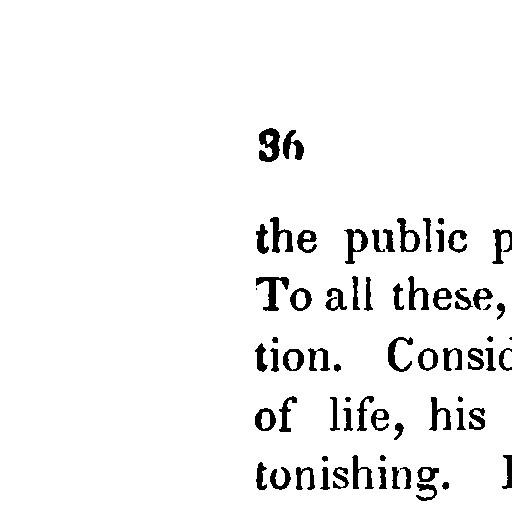 36
the public p
To all these,
tion. Consid
of life, his
tonishing.